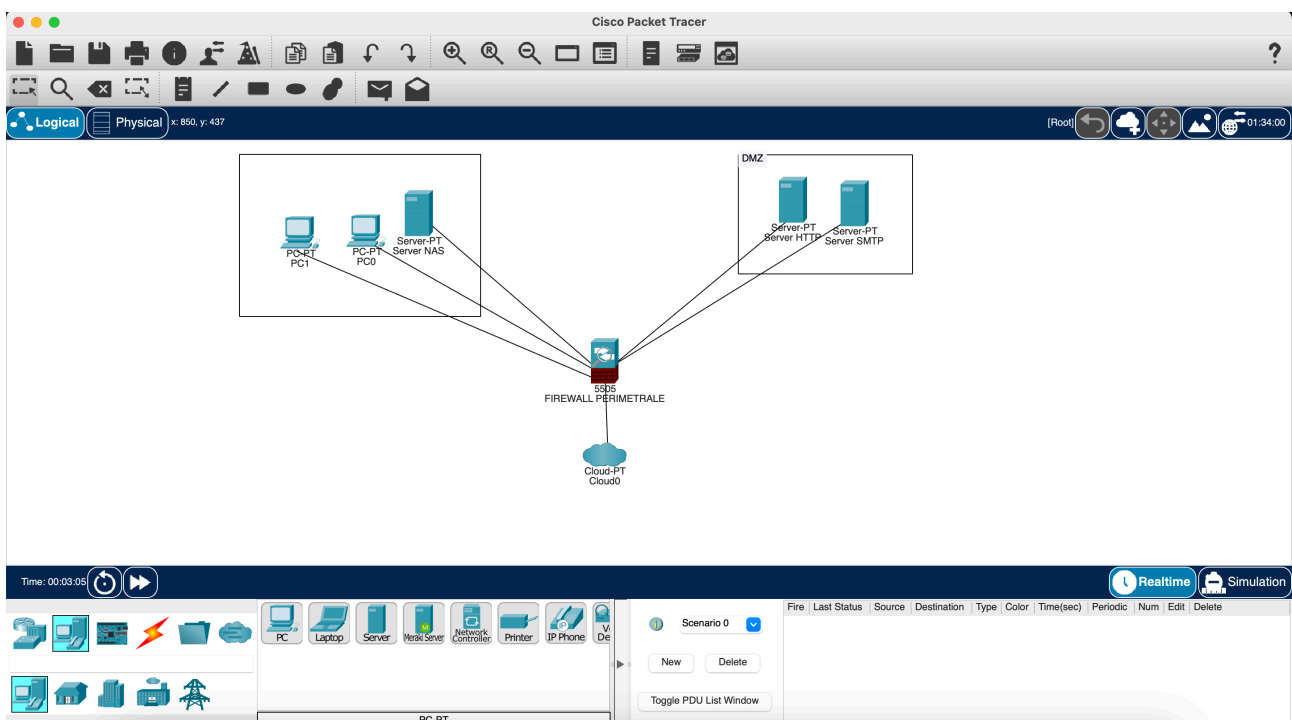 Cisco Packet Tracer
?
Logical
Physical
x: 850, y: 437
[Root]
01:34:00
DMZ
PC-PT
PC1
PC-PT
PC0
Server-PT
Server NAS
Server-PT
Server HTTP
Server-PT
Server SMTP
5505
FIREWALL PERIMETRALE
Cloud-PT
Cloud0
Time: 00:03:05
Realtime
Simulation
PC
Laptop
Server
Meraki Server
Network
Controller
Printer
IP Phone
V
De
PC-PT
Scenario 0
New
Delete
Toggle PDU List Window
Fire Last Status Source Destination Type Color Time(sec) Periodic Num Edit Delete